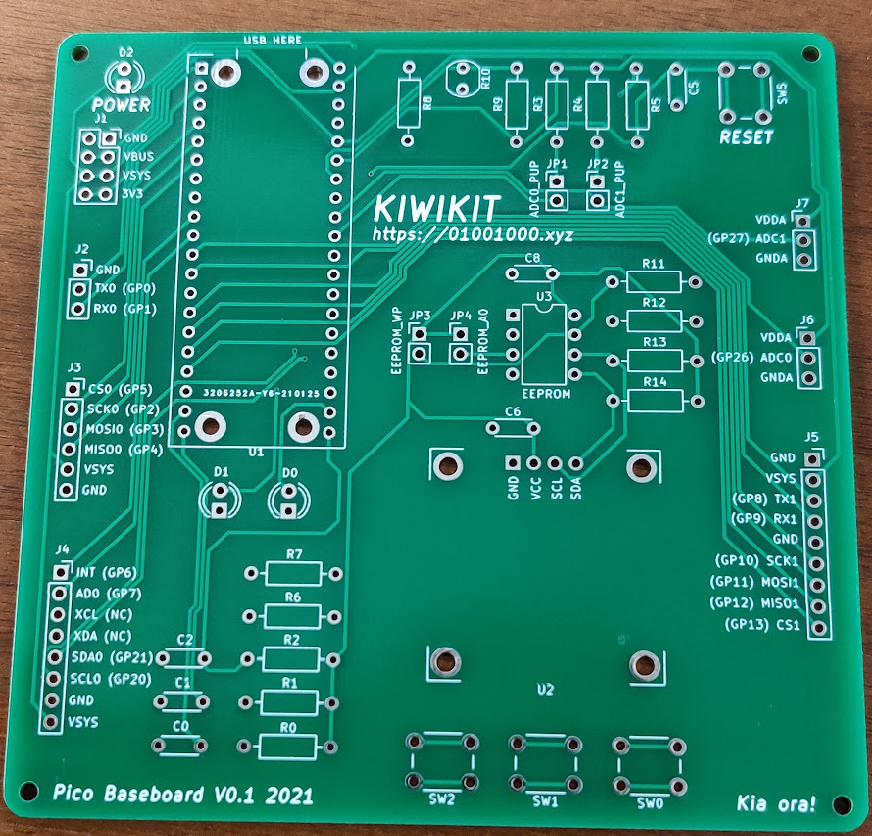 USB HERE
D2
POWER
R8
R10
R9
R3
R4
R5
C5
SW5
RESET
J1
GND
VBUS
VSYS
3V3
JP1
JP2
ADC0_PUP
ADC1_PUP
KIWIKIT
https://01001000.xyz
J7
VDDA
(GP27) ADC1
GNDA
J2
GND
TX0 (GP0)
RX0 (GP1)
C8
R11
U3
R12
JP3
JP4
EEPROM_WP
EEPROM_A0
R13
R14
EEPROM
J6
VDDA
(GP26) ADC0
GNDA
J3
CS0 (GP5)
SCK0 (GP2)
MOSI0 (GP3)
MISO0 (GP4)
VSYS
GND
3206252A-Y6-210125
U1
C6
GND
VCC
SCL
SDA
D1
D0
J5
GND
VSYS
(GP8) TX1
(GP9) RX1
GND
(GP10) SCK1
(GP11) MOSI1
(GP12) MISO1
(GP13) CS1
J4
INT (GP6)
AD0 (GP7)
XCL (NC)
XDA (NC)
SDA0 (GP21)
SCL0 (GP20)
GND
VSYS
R7
R6
R2
R1
R0
C2
C1
C0
U2
SW2
SW1
SW0
Pico Baseboard V0.1 2021
Kia ora!